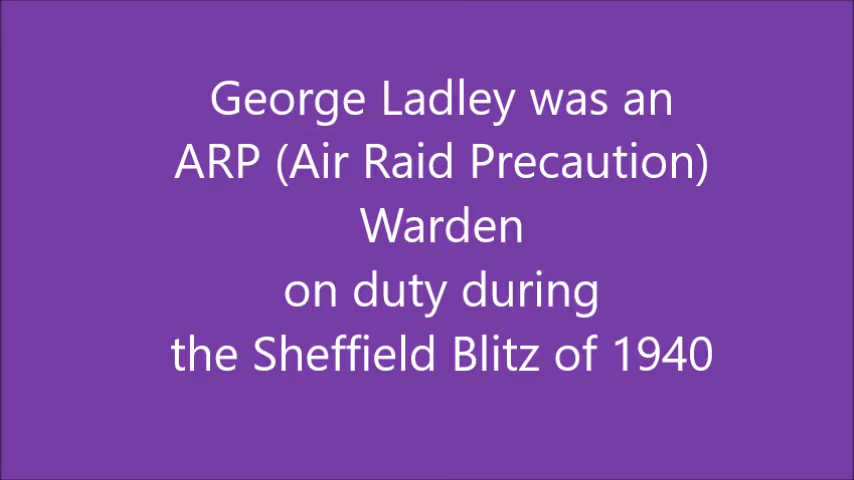 George Ladley was an
ARP (Air Raid Precaution)
Warden
on duty during
the Sheffield Blitz of 1940